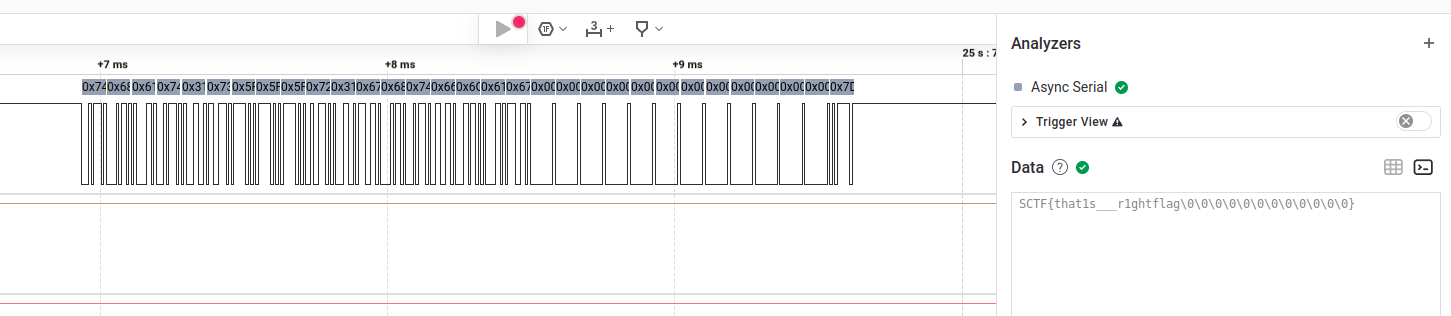 1F 3 +
+7 ms +8 ms +9 ms 25 s : 7
0x74 0x68 0x61 0x74 0x31 0x73 0x5F 0x5F 0x5F 0x72 0x31 0x67 0x68 0x74 0x66 0x6C 0x61 0x67 0x00 0x00 0x00 0x00 0x00 0x00 0x00 0x00 0x00 0x00 0x00 0x00 0x7D
Analyzers
Async Serial
Trigger View
Data
SCTF{that1s___r1ghtflag\0\0\0\0\0\0\0\0\0\0\0\0}